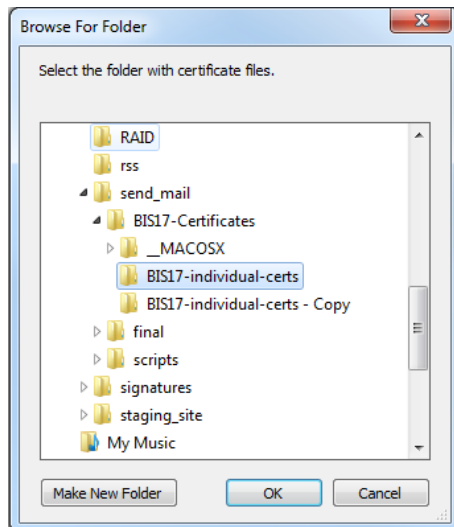 Browse For Folder
Select the folder with certificate files.
RAID
rss
send_mail
BIS17-Certificates
__MACOSX
BIS17-individual-certs
BIS17-individual-certs - Copy
final
scripts
signatures
staging_site
My Music
Make New Folder
OK
Cancel